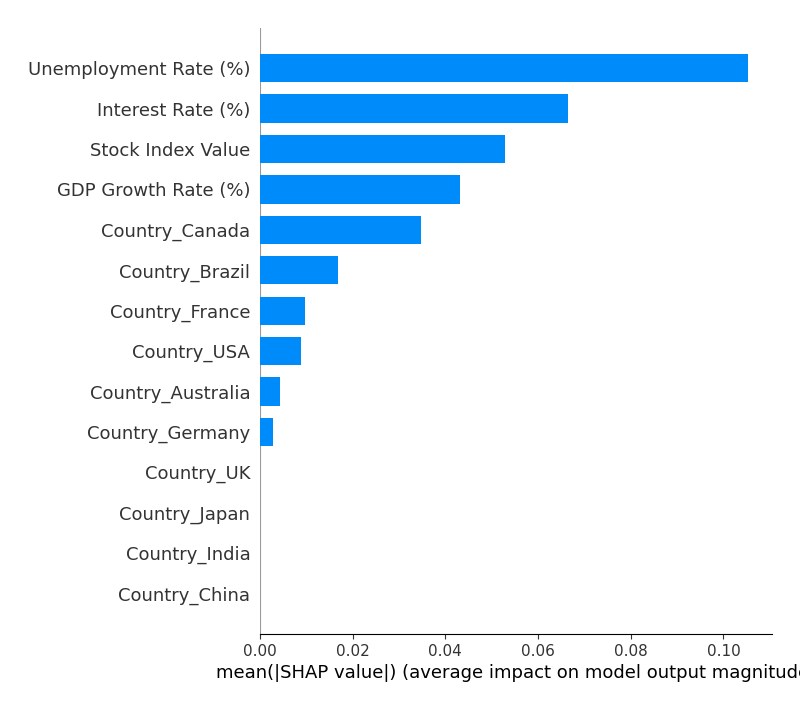 Unemployment Rate (%)
Interest Rate (%)
Stock Index Value
GDP Growth Rate (%)
Country_Canada
Country_Brazil
Country_France
Country_USA
Country_Australia
Country_Germany
Country_UK
Country_Japan
Country_India
Country_China
0.00 0.02 0.04 0.06 0.08 0.10
mean(|SHAP value|) (average impact on model output magnitud